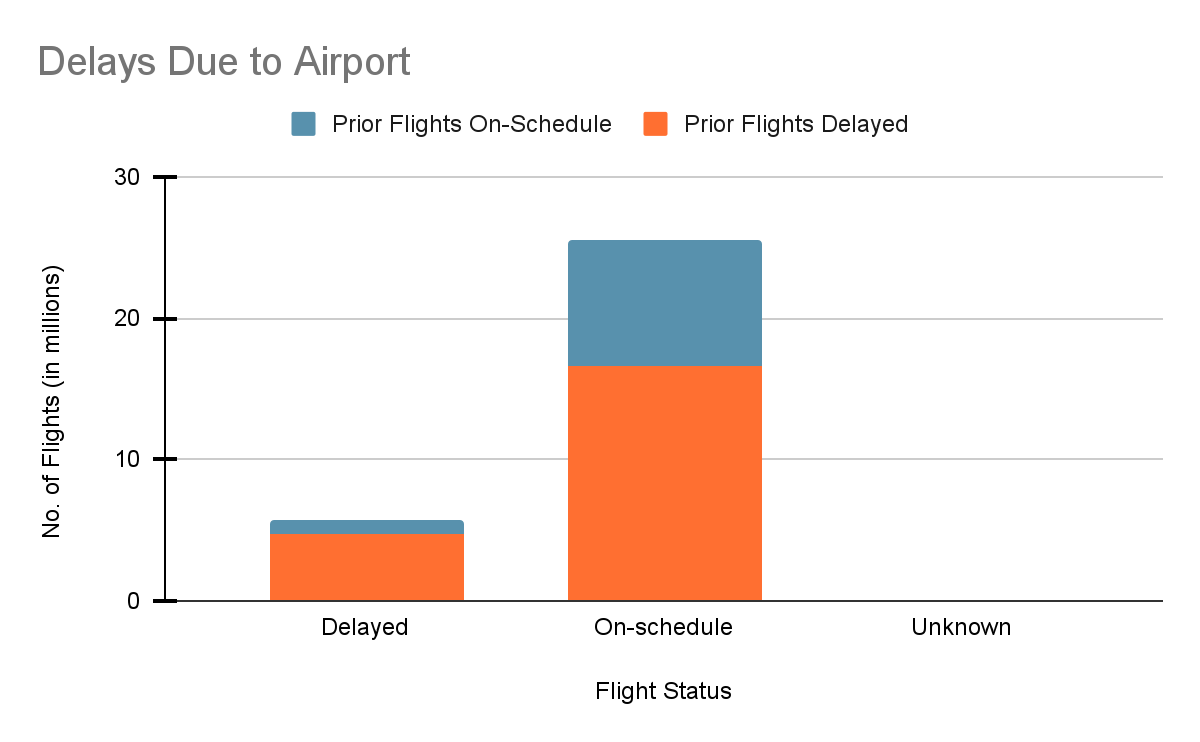 Delays Due to Airport
Prior Flights On-Schedule Prior Flights Delayed
30
20
10
0
No. of Flights (in millions)
Delayed On-schedule Unknown
Flight Status